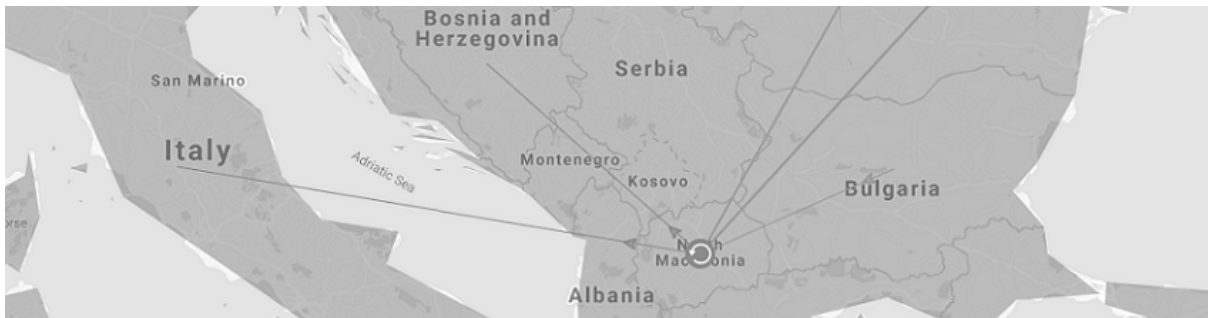 Bosnia and
Herzegovina
Serbia
San Marino
Italy
Adriatic Sea
Montenegro
Kosovo
Bulgaria
Albania